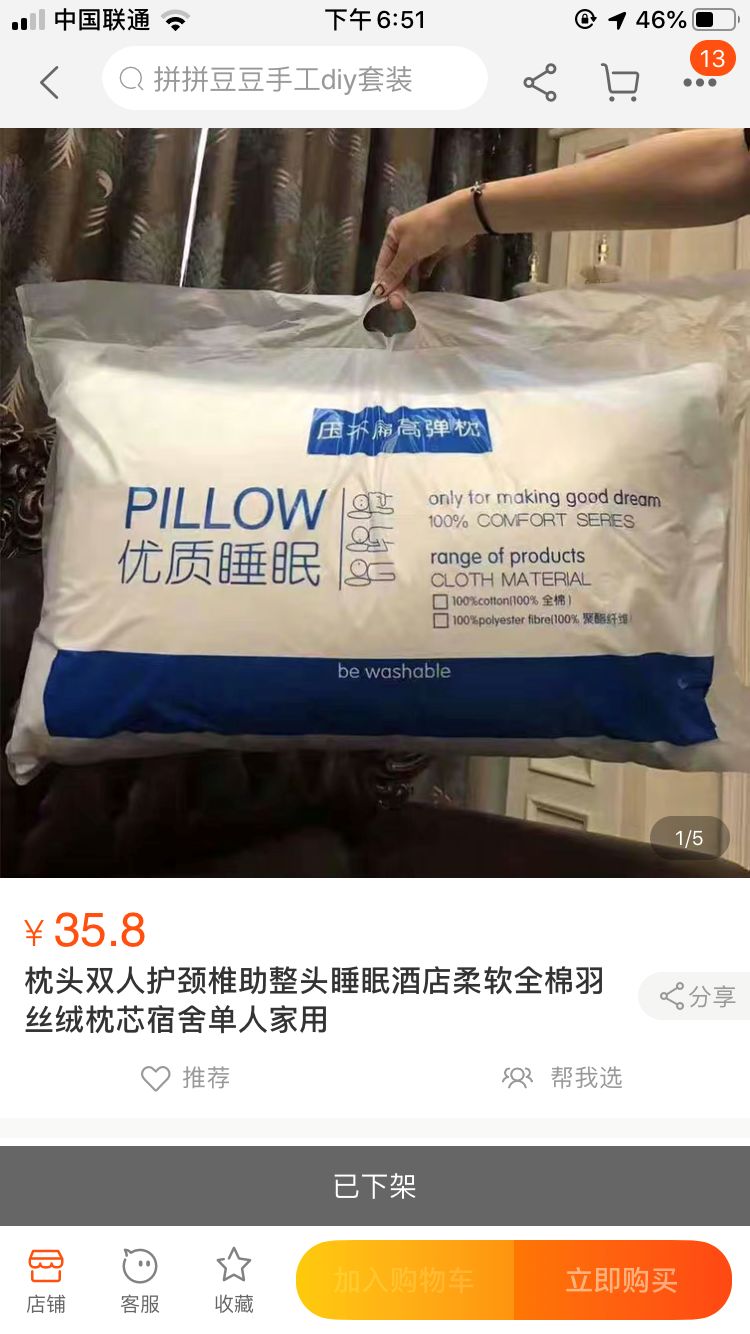 中国联通
下午6:51
46%
13
拼拼豆豆手工diy套装
压不扁高弹枕
PILLOW
优质睡眠
only for making good dream
100% COMFORT SERIES
range of products
CLOTH MATERIAL
100%cotton(100% 全棉)
100%polyester fibre(100% 聚酯纤维)
be washable
1/5
¥ 35.8
枕头双人护颈椎助整头睡眠酒店柔软全棉羽
丝绒枕芯宿舍单人家用
分享
推荐
帮我选
已下架
店铺
客服
收藏
加入购物车
立即购买